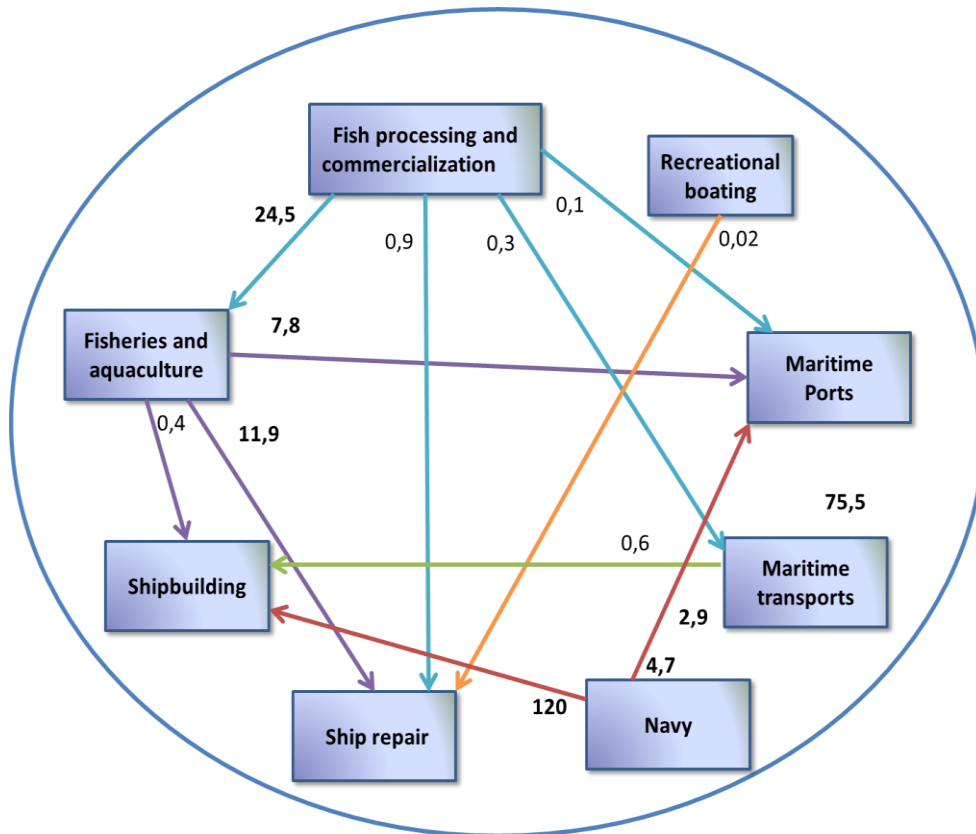 Fish processing and
commercialization
Recreational
boating
0,1
24,5
0,9
0,3
0,02
Fisheries and
aquaculture
7,8
Maritime
Ports
0,4
11,9
75,5
0,6
Shipbuilding
Maritime
transports
2,9
4,7
120
Navy
Ship repair